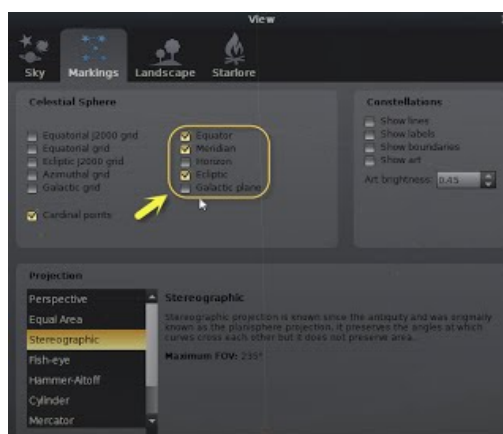 View
Sky
Markings
Landscape
Starlore
Celestial Sphere
Equatorial J2000 grid
Equatorial grid
Ecliptic J2000 grid
Azimuthal grid
Galactic grid
Cardinal points
Equator
Meridian
Horizon
Ecliptic
Galactic plane
Constellations
Show lines
Show labels
Show boundaries
Show art
Art brightness: 0.45
Projection
Perspective
Equal Area
Stereographic
Fish-eye
Hammer-Aitoff
Cylinder
Mercator
Stereographic
Stereographic projection is known since the antiquity and was originally
known as the planisphere projection. It preserves the angles at which
curves cross each other but it does not preserve area.
Maximum FOV: 235°